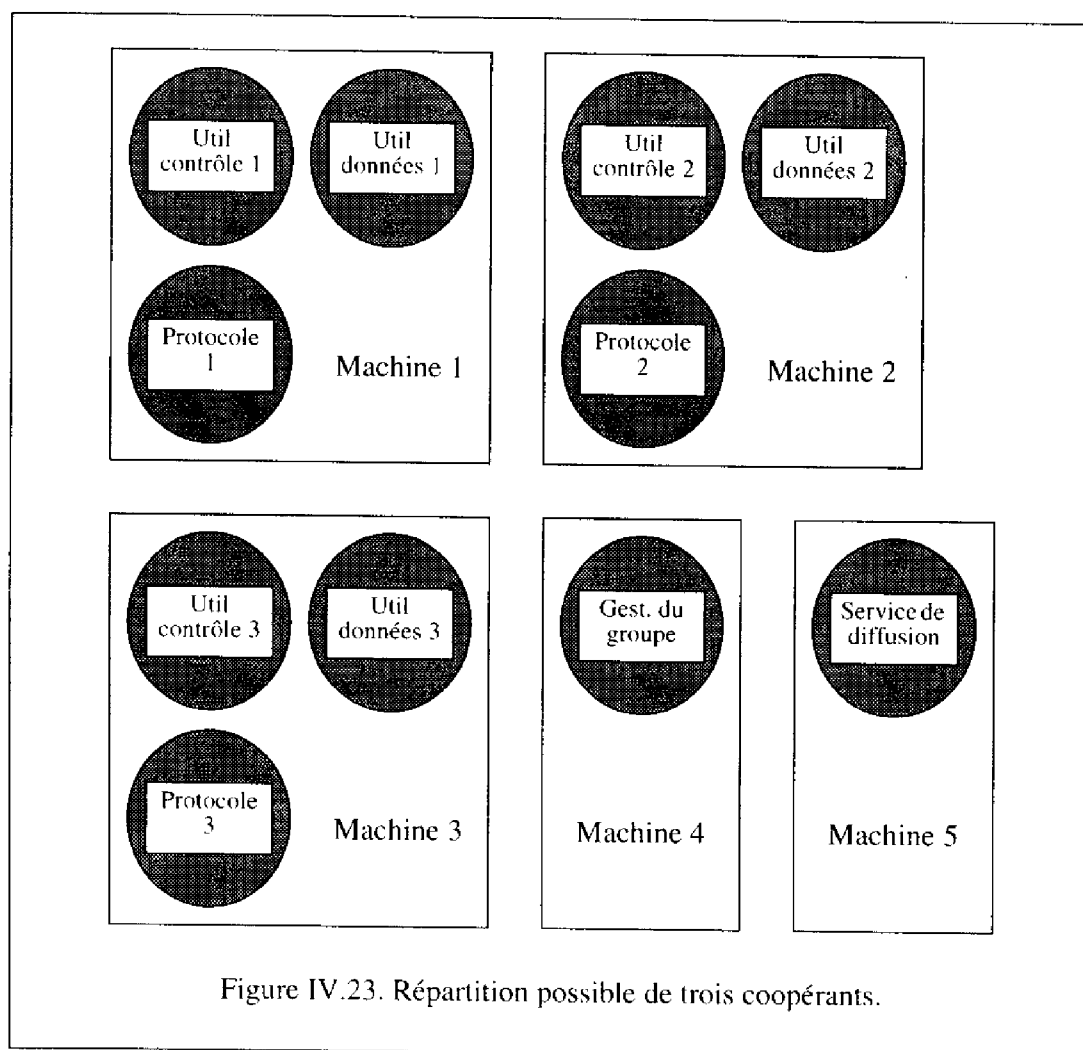 Util
contrôle 1
Util
données 1
Protocole
1
Machine 1
Util
contrôle 2
Util
données 2
Protocole
2
Machine 2
Util
contrôle 3
Util
données 3
Protocole
3
Machine 3
Gest. du
groupe
Machine 4
Service de
diffusion
Machine 5
Figure IV.23. Répartition possible de trois coopérants.